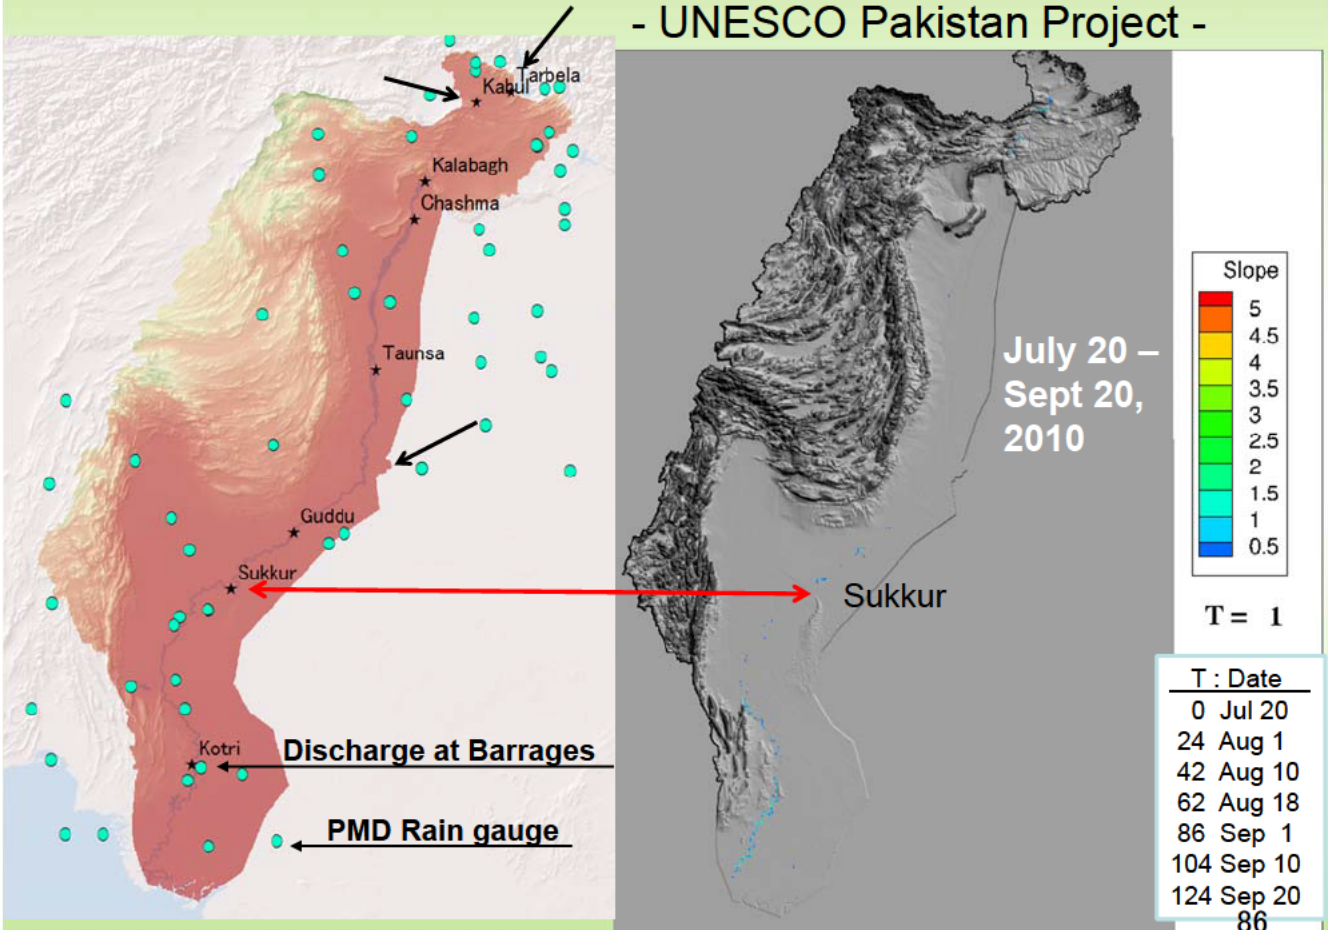 - UNESCO Pakistan Project -
Tarbela
Kabul
Kalabagh
Chashma
Taunsa
Guddu
Sukkur
Kotri
Discharge at Barrages
PMD Rain gauge
July 20 –
Sept 20,
2010
Sukkur
Slope
5
4.5
4
3.5
3
2.5
2
1.5
1
0.5
T = 1
T : Date
0 Jul 20
24 Aug 1
42 Aug 10
62 Aug 18
86 Sep 1
104 Sep 10
124 Sep 20
86